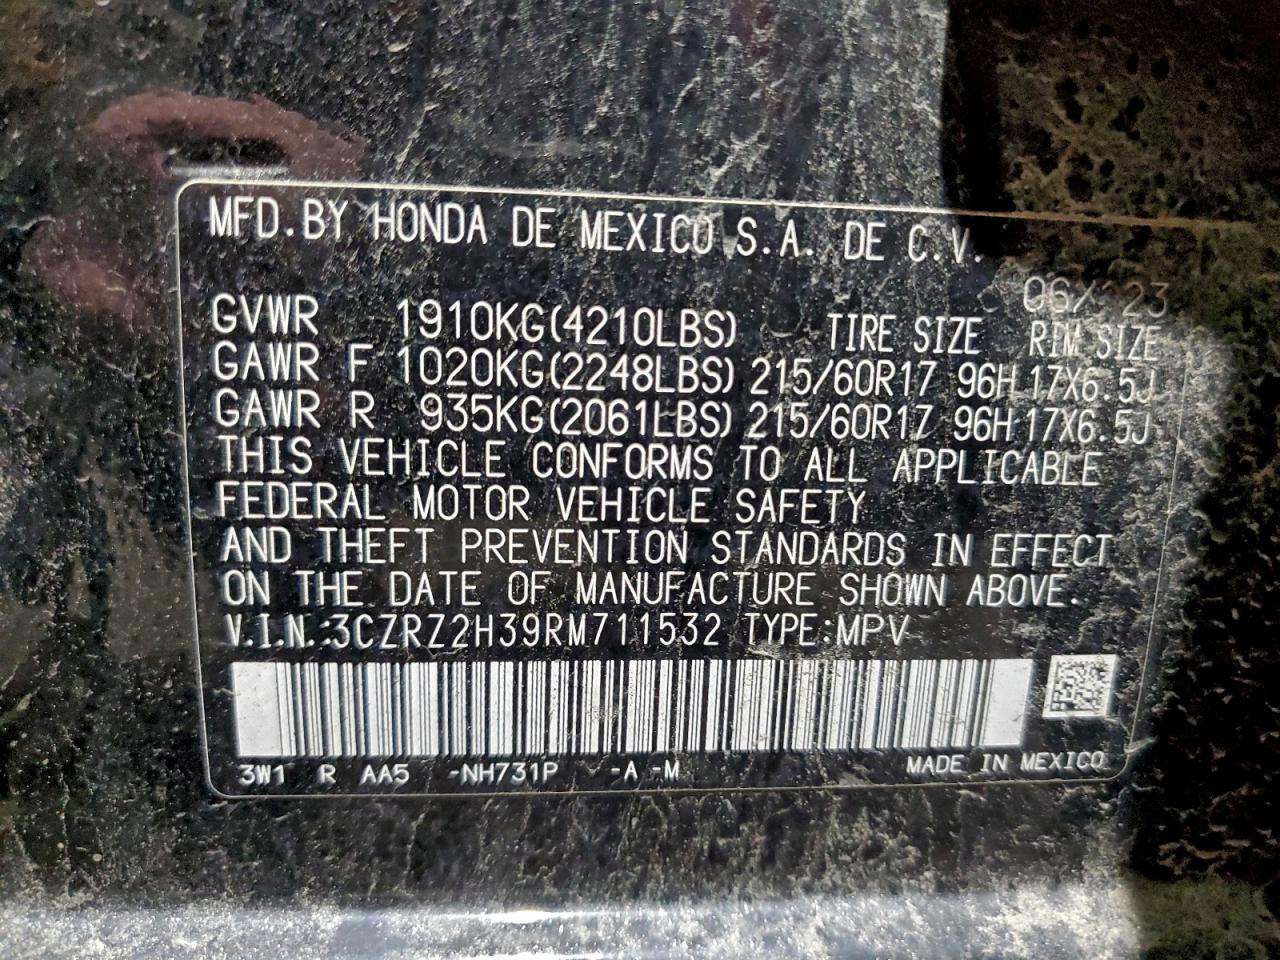 MFD.BY HONDA DE MEXICO S.A. DE C.V.
06/23
GVWR 1910KG(4210LBS) TIRE SIZE RIM SIZE
GAWR F 1020KG(2248LBS) 215/60R17 96H 17X6.5J
GAWR R 935KG(2061LBS) 215/60R17 96H 17X6.5J
THIS VEHICLE CONFORMS TO ALL APPLICABLE
FEDERAL MOTOR VEHICLE SAFETY
AND THEFT PREVENTION STANDARDS IN EFFECT
ON THE DATE OF MANUFACTURE SHOWN ABOVE.
V.I.N.:3CZRZ2H39RM711532 TYPE:MPV
3W1 R AA5 -NH731P -A -M MADE IN MEXICO